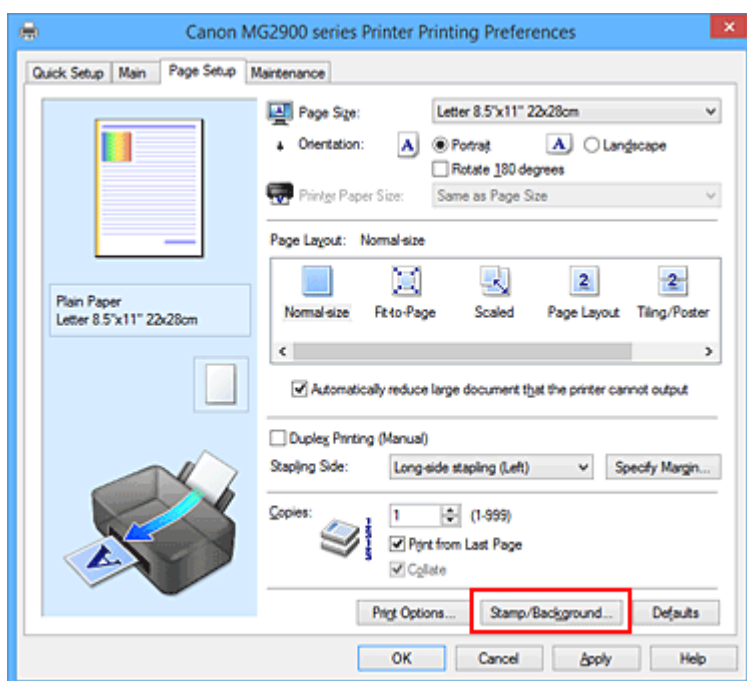 Canon MG2900 series Printer Printing Preferences
Quick Setup Main Page Setup Maintenance
Page Size: Letter 8.5"x11" 22x28cm
Orientation: A Portrait A Landscape
Rotate 180 degrees
Printer Paper Size: Same as Page Size
Page Layout: Normal-size
Plain Paper
Letter 8.5"x11" 22x28cm
2 2
Normal-size Fit-to-Page Scaled Page Layout Tiling/Poster
Automatically reduce large document that the printer cannot output
Duplex Printing (Manual)
Stapling Side: Long-side stapling (Left) Specify Margin...
Copies: 1 (1-999)
Print from Last Page
Collate
A
Print Options... Stamp/Background... Defaults
OK Cancel Apply Help